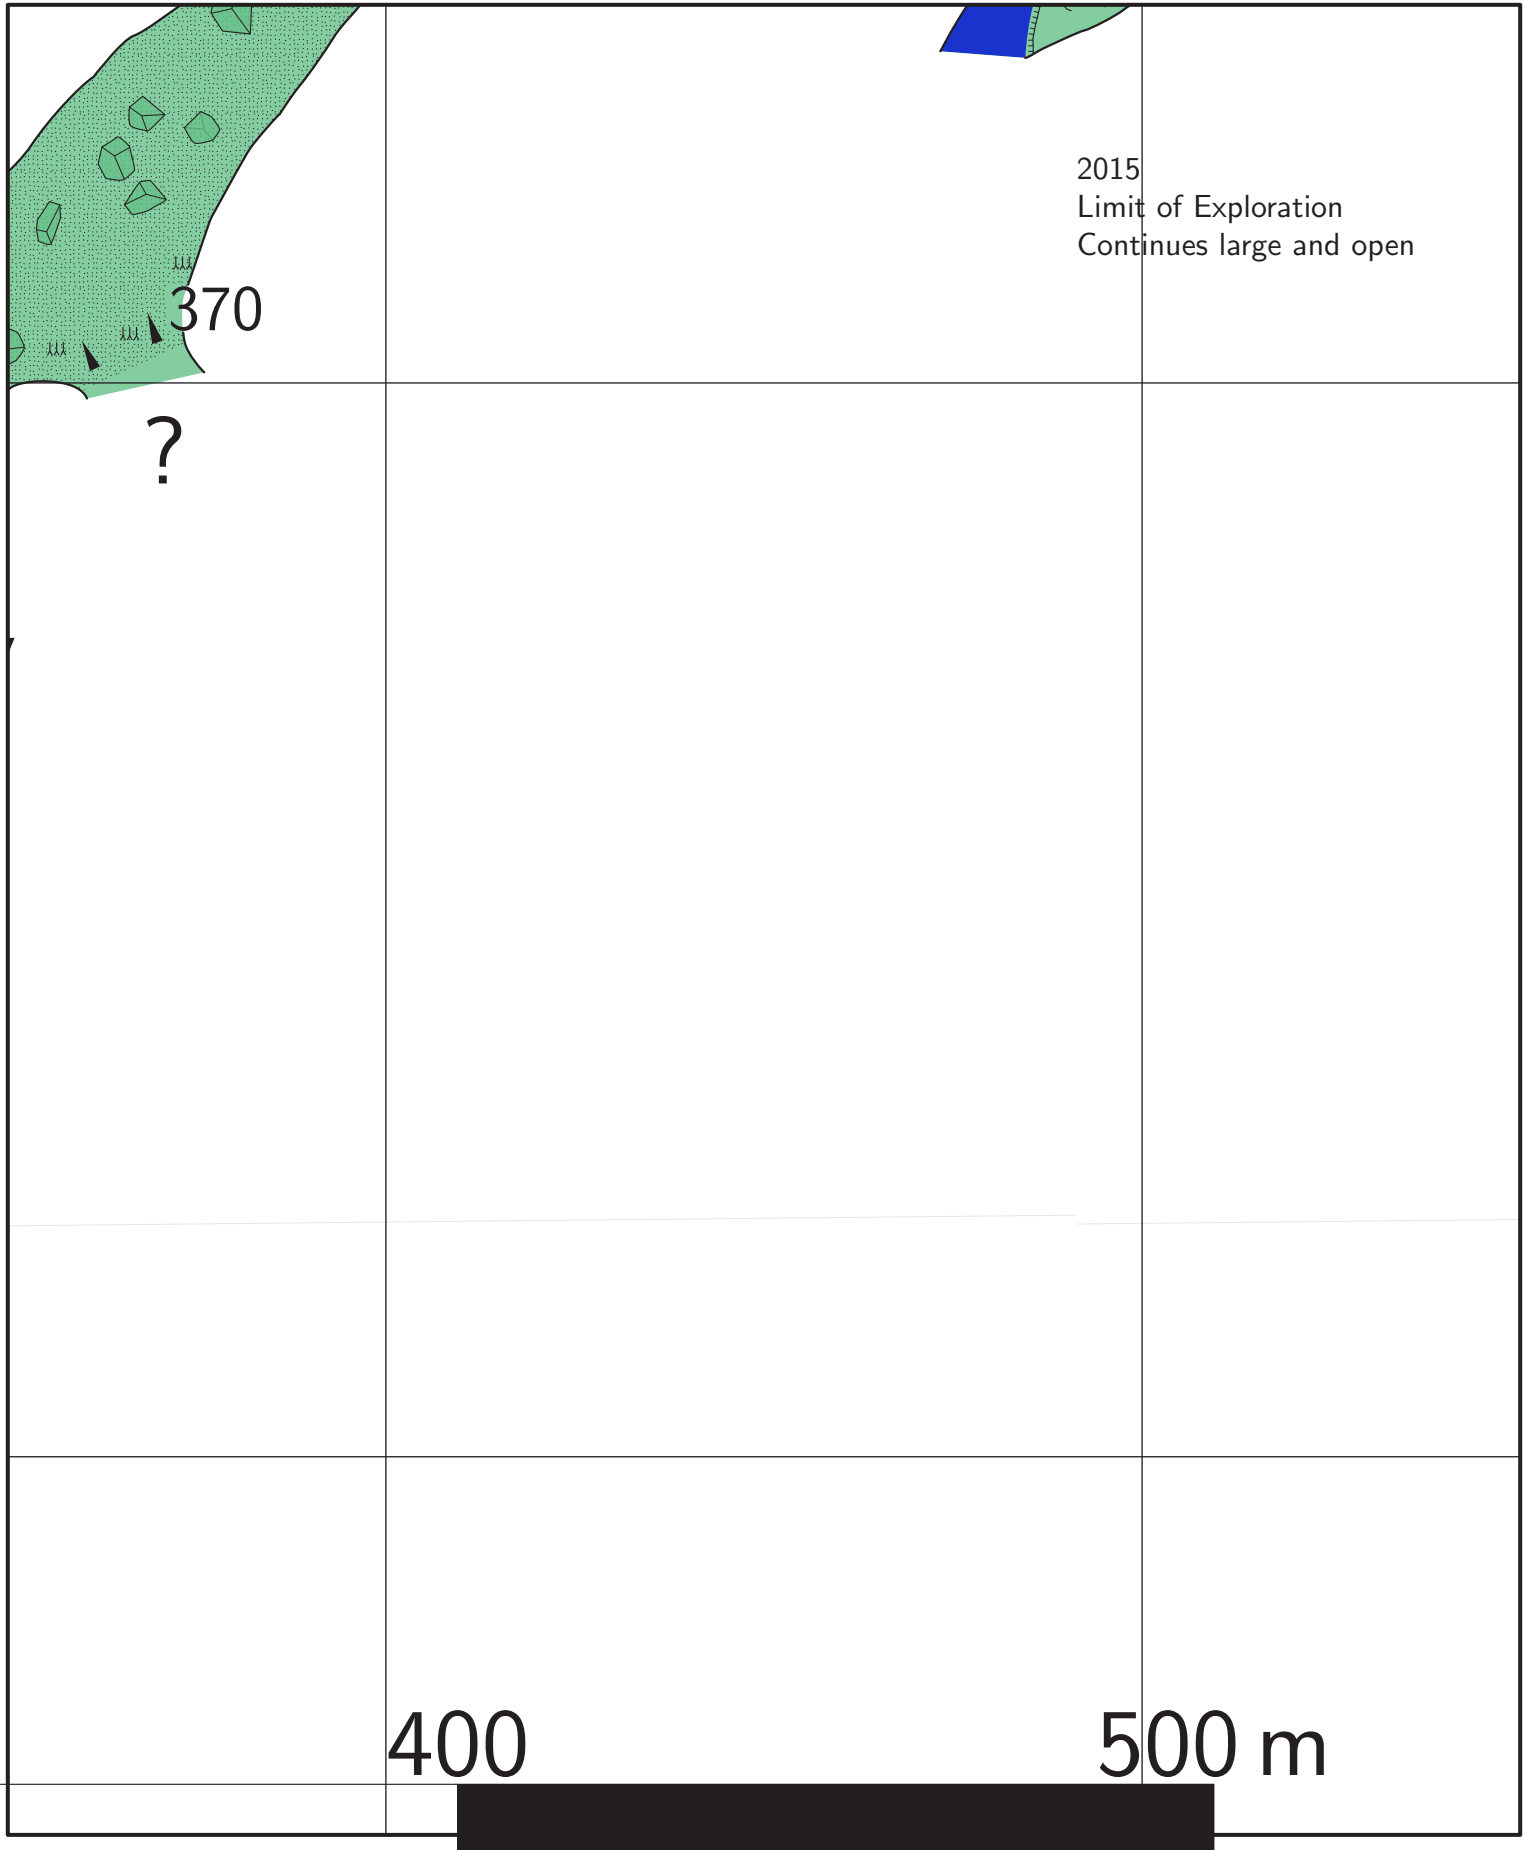 2015
Limit of Exploration
Continues large and open
370
?
400
500 m